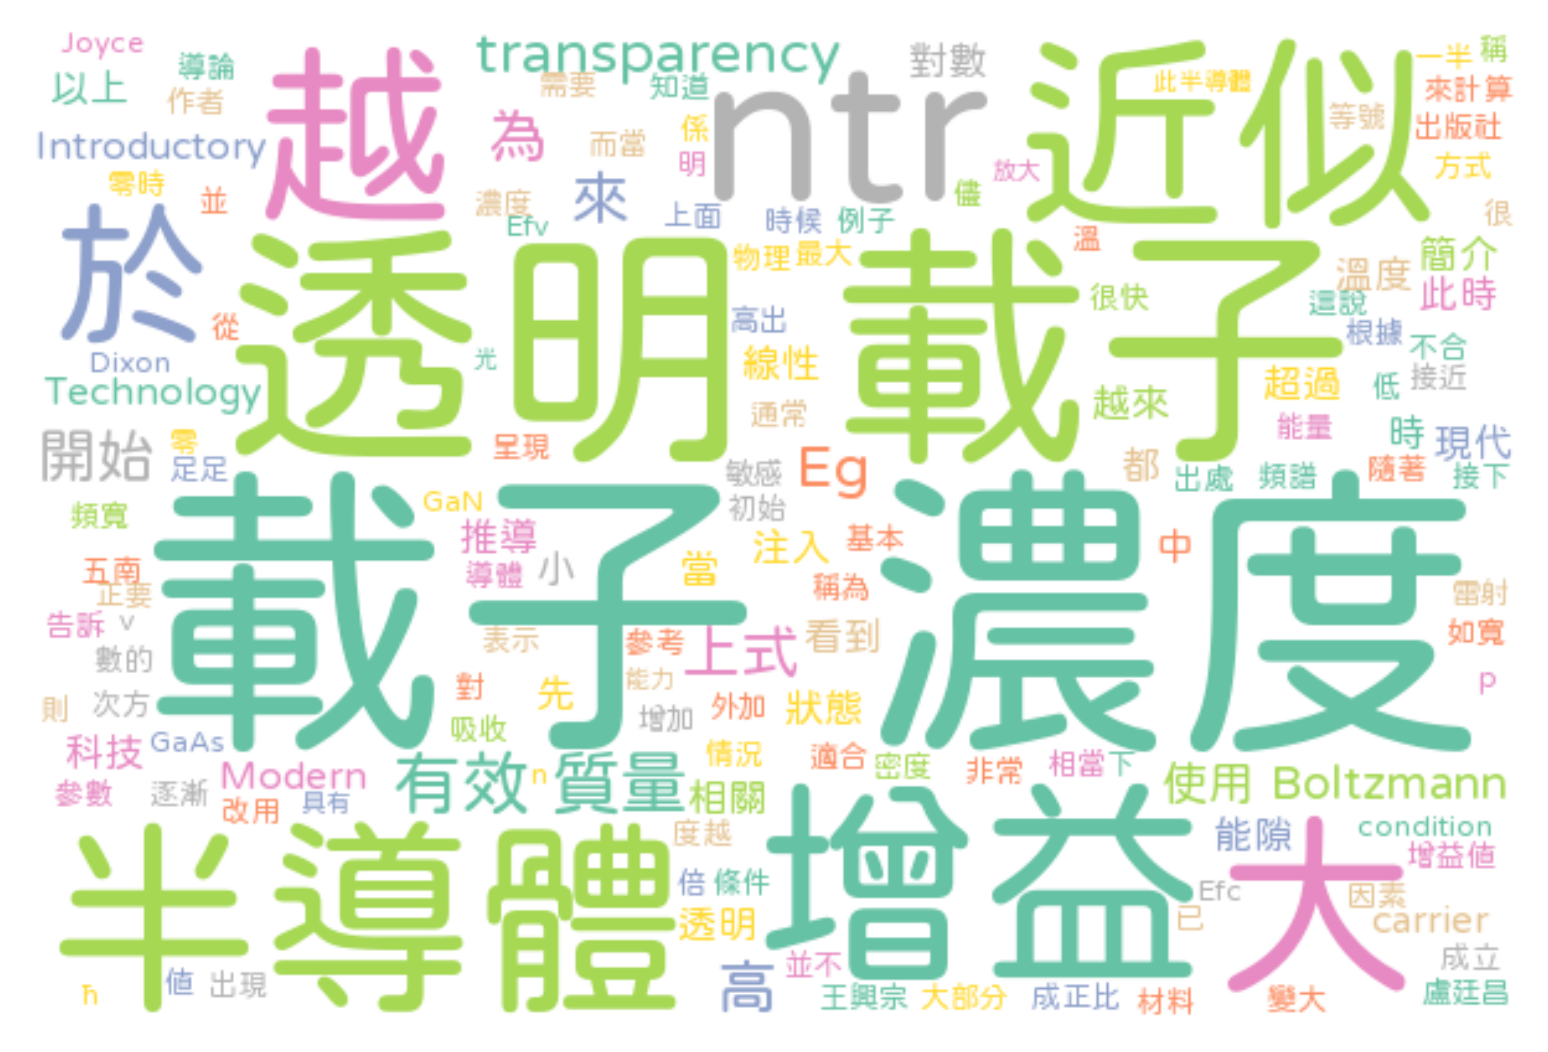 Joyce
導論
以上
作者
越
transparency
需要
知道
對數
近似
一半
稱
此半導體
來計算
等號
出版社
Introductory
為
而當
係
明
ntr
放大
儘
方式
零時
並
濃度
Efv
來
上面
時候
例子
很
於
從
透明
物理
最大
載子
溫
簡介
溫度
此時
很快
這說
高出
根據
不合
Dixon
Technology
光
線性
超過
低
接近
通常
越來
能量
開始
零
足足
呈現
敏感
Eg
都
時
現代
出處
頻譜
隨著
接下
初始
頻寬
載子
GaN
推導
導體
小
當
注入
基本
濃度
中
五南
正要
稱為
雷射
告訴
v
數的
表示
參考
上式
看到
如寬
能力
p
則
次方
對
先
吸收
增加
外加
狀態
科技
GaAs
情況
適合
密度
非常
相當
下
Modern
有效
n
質量
相關
使用
Boltzmann
參數
逐漸
改用
具有
半導體
度越
增益
大
能隙
condition
增益值
倍
條件
Efc
因素
透明
已
carrier
ħ
值
出現
高
並不
成立
王興宗
大部分
成正比
材料
變大
盧廷昌